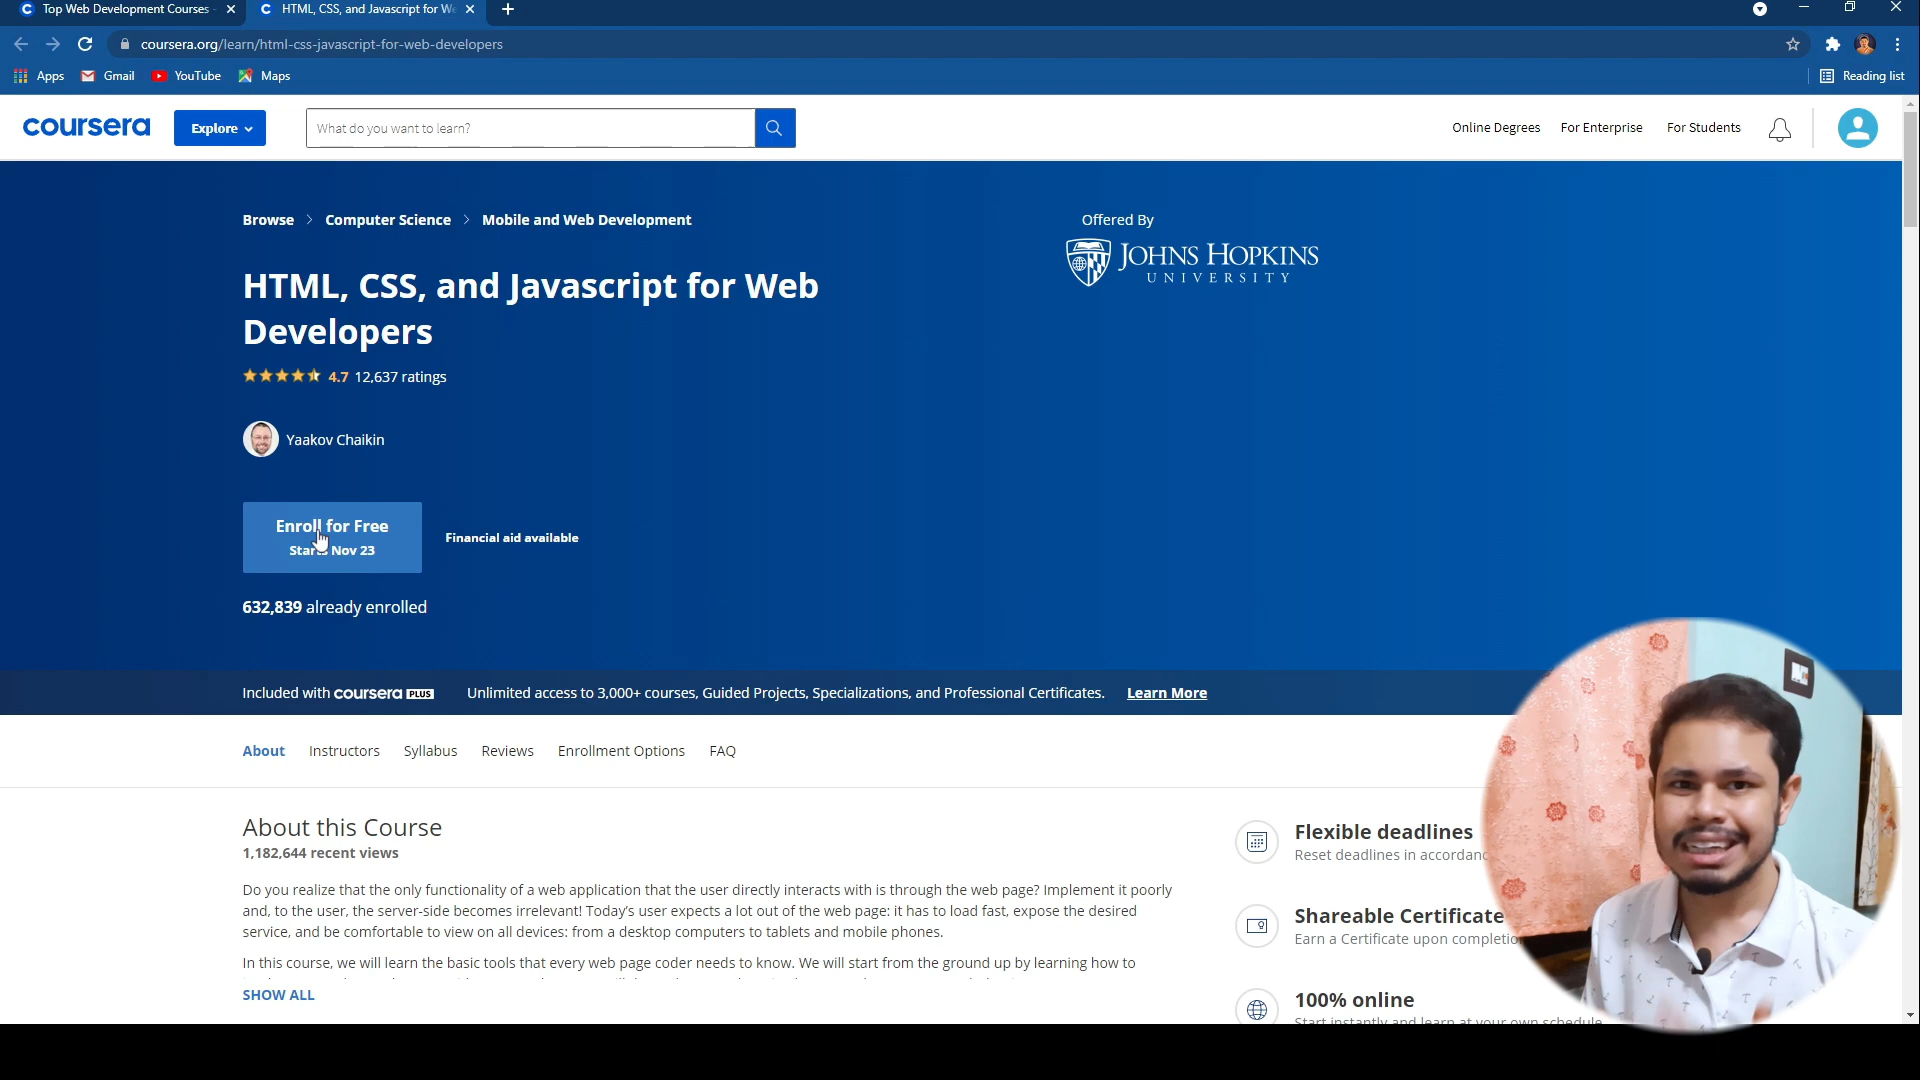 Top Web Development Courses
HTML, CSS, and Javascript for We
coursera.org/learn/html-css-javascript-for-web-developers
Apps
Gmail
YouTube
Maps
Reading list
coursera
Explore
What do you want to learn?
Online Degrees
For Enterprise
For Students
Browse > Computer Science > Mobile and Web Development
Offered By
JOHNS HOPKINS
UNIVERSITY
HTML, CSS, and Javascript for Web
Developers
4.7 12,637 ratings
Yaakov Chaikin
Enroll for Free
Starts Nov 23
Financial aid available
632,839 already enrolled
Included with coursera PLUS
Unlimited access to 3,000+ courses, Guided Projects, Specializations, and Professional Certificates.
Learn More
About
Instructors
Syllabus
Reviews
Enrollment Options
FAQ
About this Course
1,182,644 recent views
Do you realize that the only functionality of a web application that the user directly interacts with is through the web page? Implement it poorly
and, to the user, the server-side becomes irrelevant! Today's user expects a lot out of the web page: it has to load fast, expose the desired
service, and be comfortable to view on all devices: from a desktop computers to tablets and mobile phones.
In this course, we will learn the basic tools that every web page coder needs to know. We will start from the ground up by learning how to
SHOW ALL
Flexible deadlines
Reset deadlines in accordanc
Shareable Certificate
Earn a Certificate upon completio
100% online
Start instantly and learn at your own schedule.